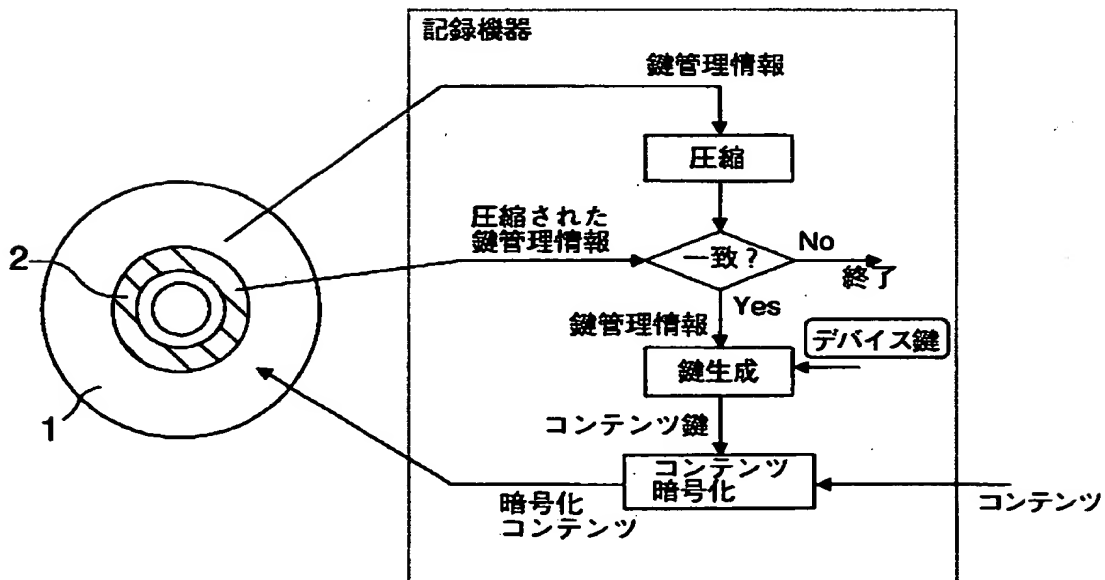 記録機器
鍵管理情報
圧縮
圧縮された
鍵管理情報
一致?
No
終了
2
Yes
鍵管理情報
デバイス鍵
鍵生成
1
コンテンツ鍵
コンテンツ
暗号化
暗号化
コンテンツ
コンテンツ